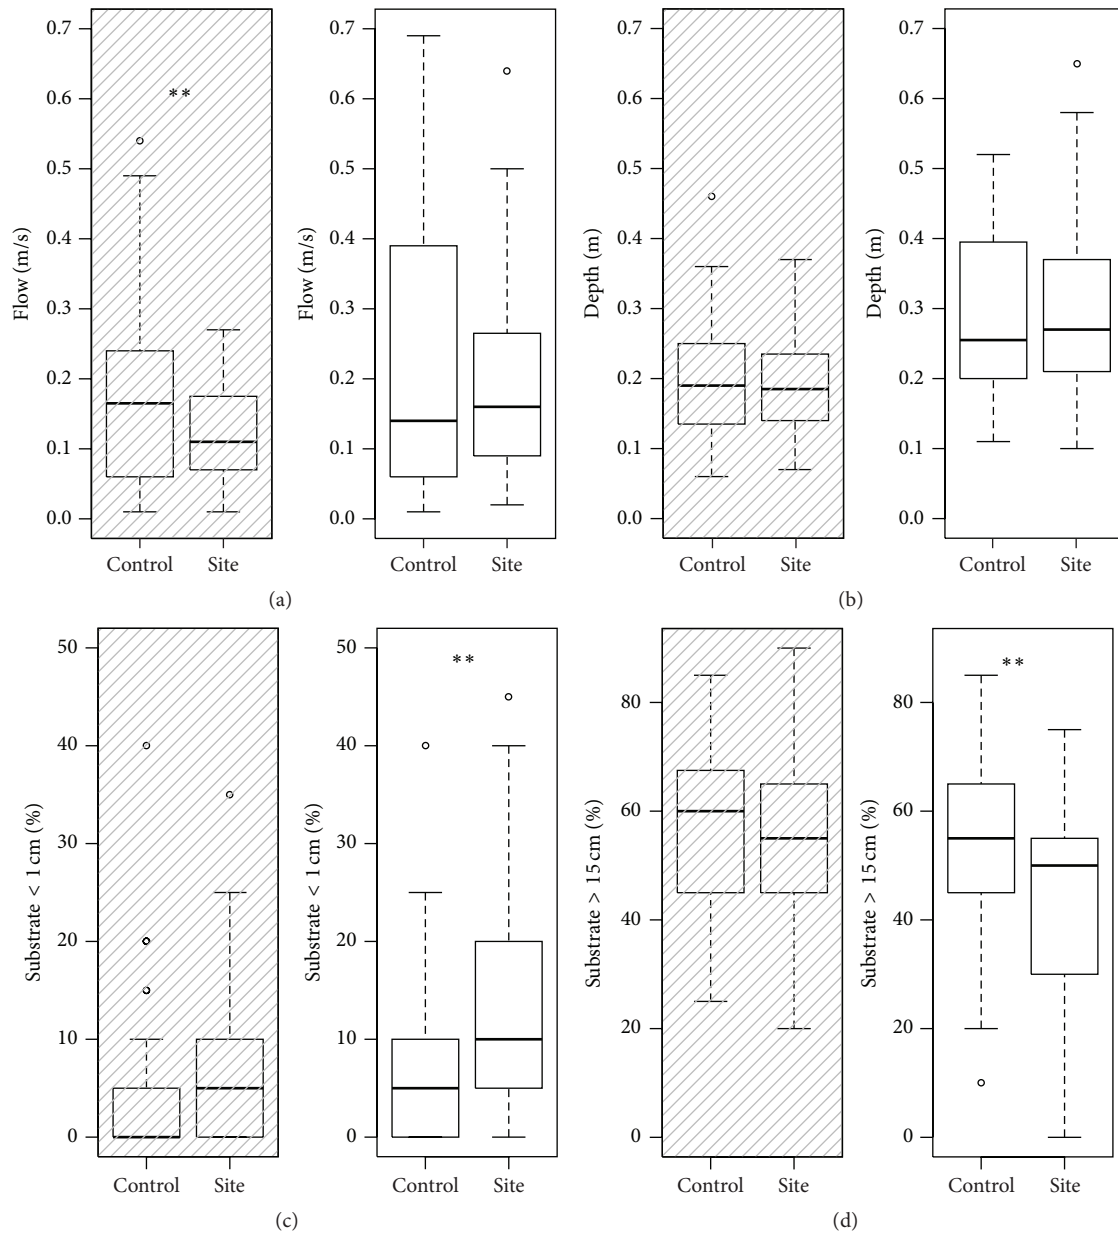 0.7
0.6
0.5
0.4
0.3
0.2
0.1
0.0
Flow (m/s)
**
Control Site
0.7
0.6
0.5
0.4
0.3
0.2
0.1
0.0
Flow (m/s)
Control Site
(a)
0.7
0.6
0.5
0.4
0.3
0.2
0.1
0.0
Depth (m)
Control Site
0.7
0.6
0.5
0.4
0.3
0.2
0.1
0.0
Depth (m)
Control Site
(b)
50
40
30
20
10
0
Substrate < 1 cm (%)
Control Site
50
40
30
20
10
0
Substrate < 1 cm (%)
**
Control Site
(c)
80
60
40
20
0
Substrate > 15 cm (%)
Control Site
80
60
40
20
0
Substrate > 15 cm (%)
**
Control Site
(d)